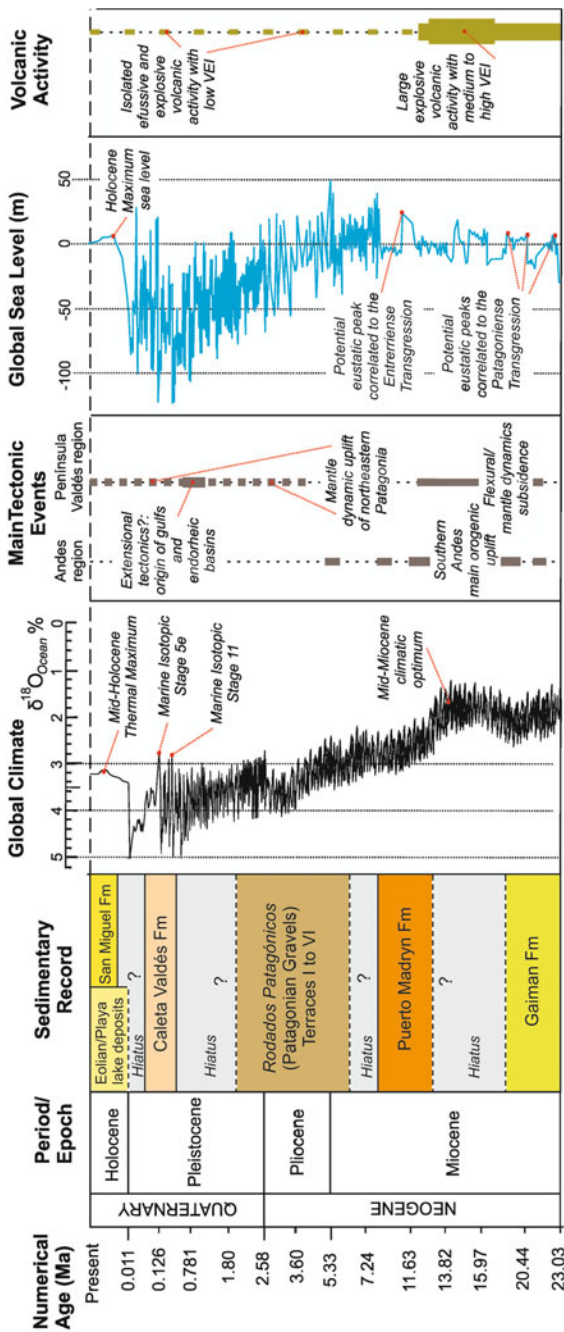 Volcanic
Activity
Isolated
efussive and
explosive
volcanic
activity with
low VEI
Large
explosive
volcanic
activity with
medium to
high VEI
Global Sea Level (m)
50
0
-50
-100
Holocene
Maximum
sea level
Potential
eustatic peak
correlated to the
Entrerriense
Transgression
Potential
eustatic peaks
correlated to the
Patagoniense
Transgression
Main Tectonic
Events
Península
Valdés region
Andes
region
Extensional
tectonics?:
origin of gulfs
and
endorheic
basins
Mantle
dynamic uplift
of northeastern
Patagonia
Southern
Andes
main orogenic
uplift
Flexural/
mantle dynamics
subsidence
Global Climate
δ18OOcean %
0
1
2
3
4
5
Mid-Holocene
Thermal Maximum
Marine Isotopic
Stage 5e
Marine Isotopic
Stage 11
Mid-Miocene
climatic
optimum
Sedimentary
Record
Eolian/Playa
lake deposits
San Miguel Fm
Hiatus
?
Caleta Valdés Fm
Hiatus
?
Rodados Patagónicos
(Patagonian Gravels)
Terraces I to VI
Hiatus
?
Puerto Madryn Fm
Hiatus
?
Gaiman Fm
Period/
Epoch
Holocene
Pleistocene
Pliocene
Miocene
QUATERNARY
NEOGENE
Numerical
Age (Ma)
Present
0.011
0.126
0.781
1.80
2.58
3.60
5.33
7.24
11.63
13.82
15.97
20.44
23.03